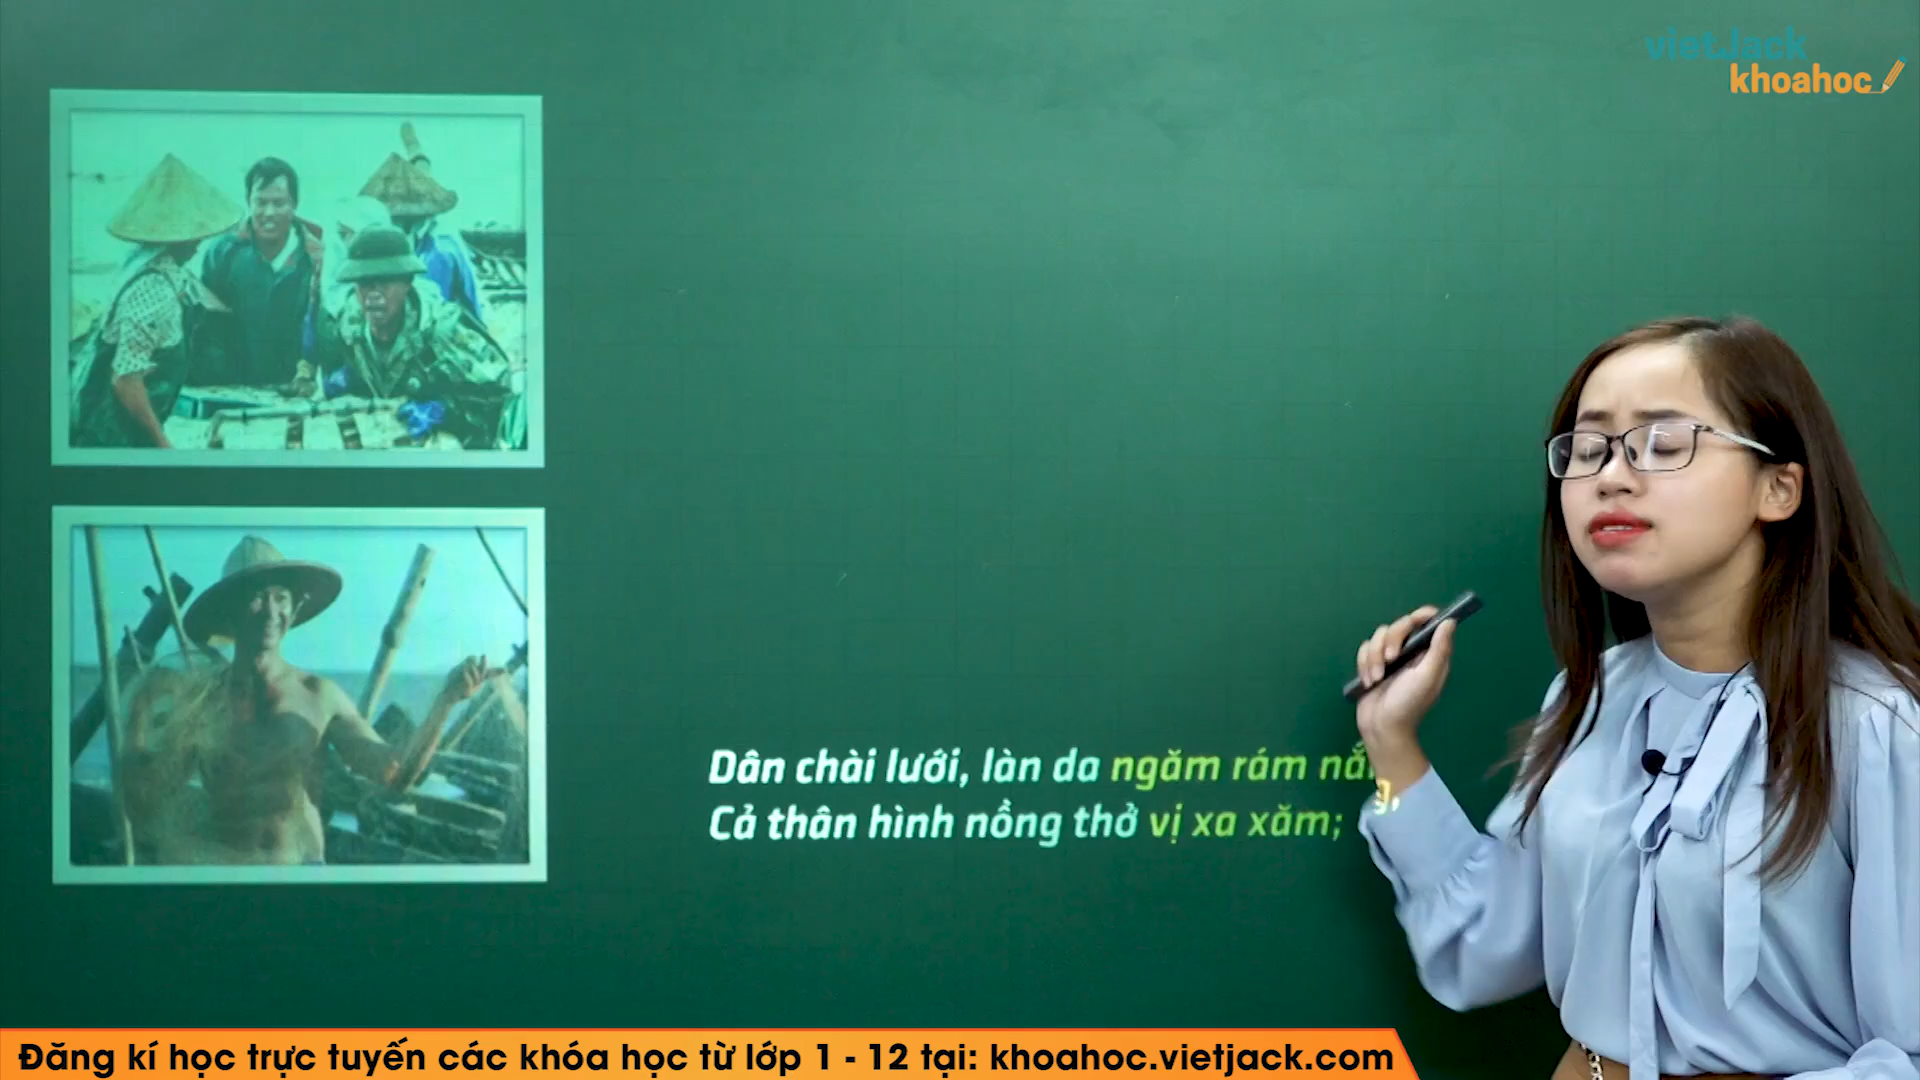 vietJack
khoahoc
Dân chài lưới, làn da ngăm rám
Cả thân hình nồng thở vị xa xăm;
Đăng kí học trực tuyến các khóa học từ lớp 1 - 12 tại: khoahoc.vietjack.com